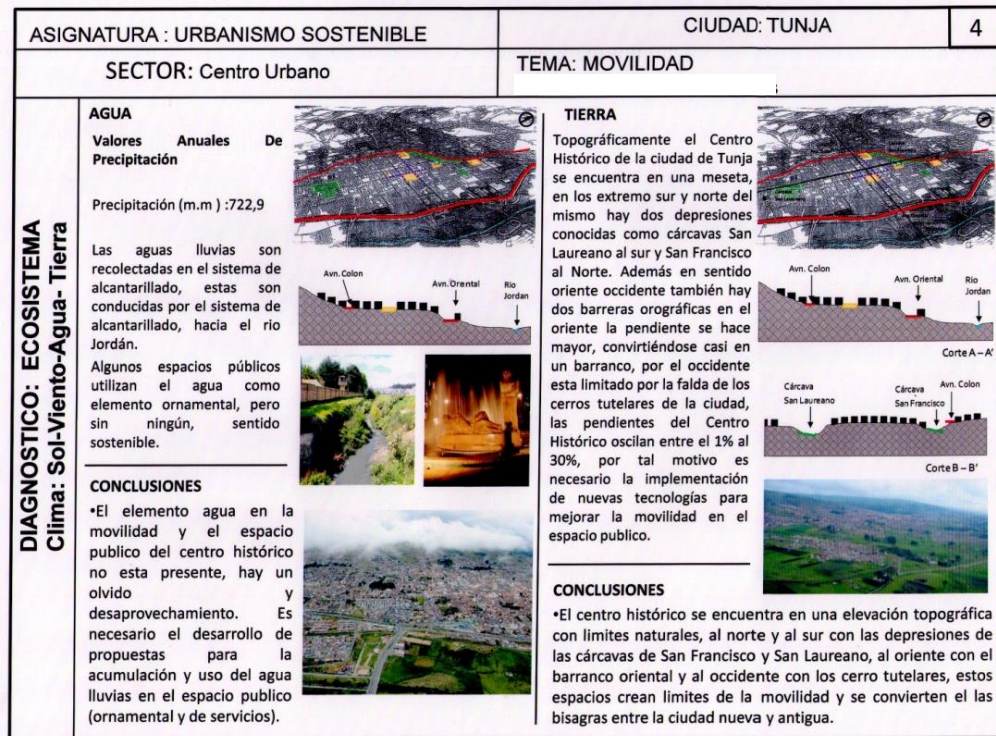 ASIGNATURA : URBANISMO SOSTENIBLE
CIUDAD: TUNJA
4
SECTOR: Centro Urbano
TEMA: MOVILIDAD
DIAGNOSTICO: ECOSISTEMA
Clima: Sol-Viento-Agua- Tierra
AGUA
Valores Anuales De
Precipitación
Precipitación (m.m ) :722,9
Las aguas lluvias son
recolectadas en el sistema de
alcantarillado, estas son
conducidas por el sistema de
alcantarillado, hacia el rio
Jordán.
Algunos espacios públicos
utilizan el agua como
elemento ornamental, pero
sin ningún, sentido
sostenible.
CONCLUSIONES
•El elemento agua en la
movilidad y el espacio
publico del centro histórico
no esta presente, hay un
olvido y
desaprovechamiento. Es
necesario el desarrollo de
propuestas para la
acumulación y uso del agua
lluvias en el espacio publico
(ornamental y de servicios).
Avn. Colon
Avn. Oriental
Rio
Jordan
TIERRA
Topográficamente el Centro
Histórico de la ciudad de Tunja
se encuentra en una meseta,
en los extremo sur y norte del
mismo hay dos depresiones
conocidas como cárcavas San
Laureano al sur y San Francisco
al Norte. Además en sentido
oriente occidente también hay
dos barreras orográficas en el
oriente la pendiente se hace
mayor, convirtiéndose casi en
un barranco, por el occidente
esta limitado por la falda de los
cerros tutelares de la ciudad,
las pendientes del Centro
Histórico oscilan entre el 1% al
30%, por tal motivo es
necesario la implementación
de nuevas tecnologías para
mejorar la movilidad en el
espacio publico.
Avn. Colon
Avn. Oriental
Rio
Jordan
Corte A – A'
Cárcava
San Laureano
Cárcava
San Francisco
Avn. Colon
Corte B – B'
CONCLUSIONES
•El centro histórico se encuentra en una elevación topográfica
con limites naturales, al norte y al sur con las depresiones de
las cárcavas de San Francisco y San Laureano, al oriente con el
barranco oriental y al occidente con los cerro tutelares, estos
espacios crean limites de la movilidad y se convierten el las
bisagras entre la ciudad nueva y antigua.